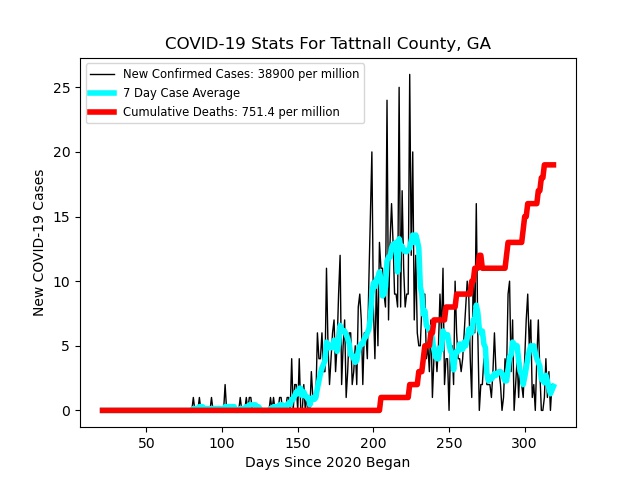 COVID-19 Stats For Tattnall County, GA
New Confirmed Cases: 38900 per million
7 Day Case Average
Cumulative Deaths: 751.4 per million
New COVID-19 Cases
25
20
15
10
5
0
50 100 150 200 250 300
Days Since 2020 Began